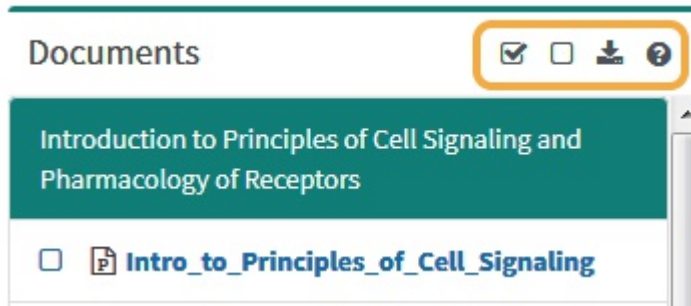 Documents
Introduction to Principles of Cell Signaling and
Pharmacology of Receptors
Intro_to_Principles_of_Cell_Signaling